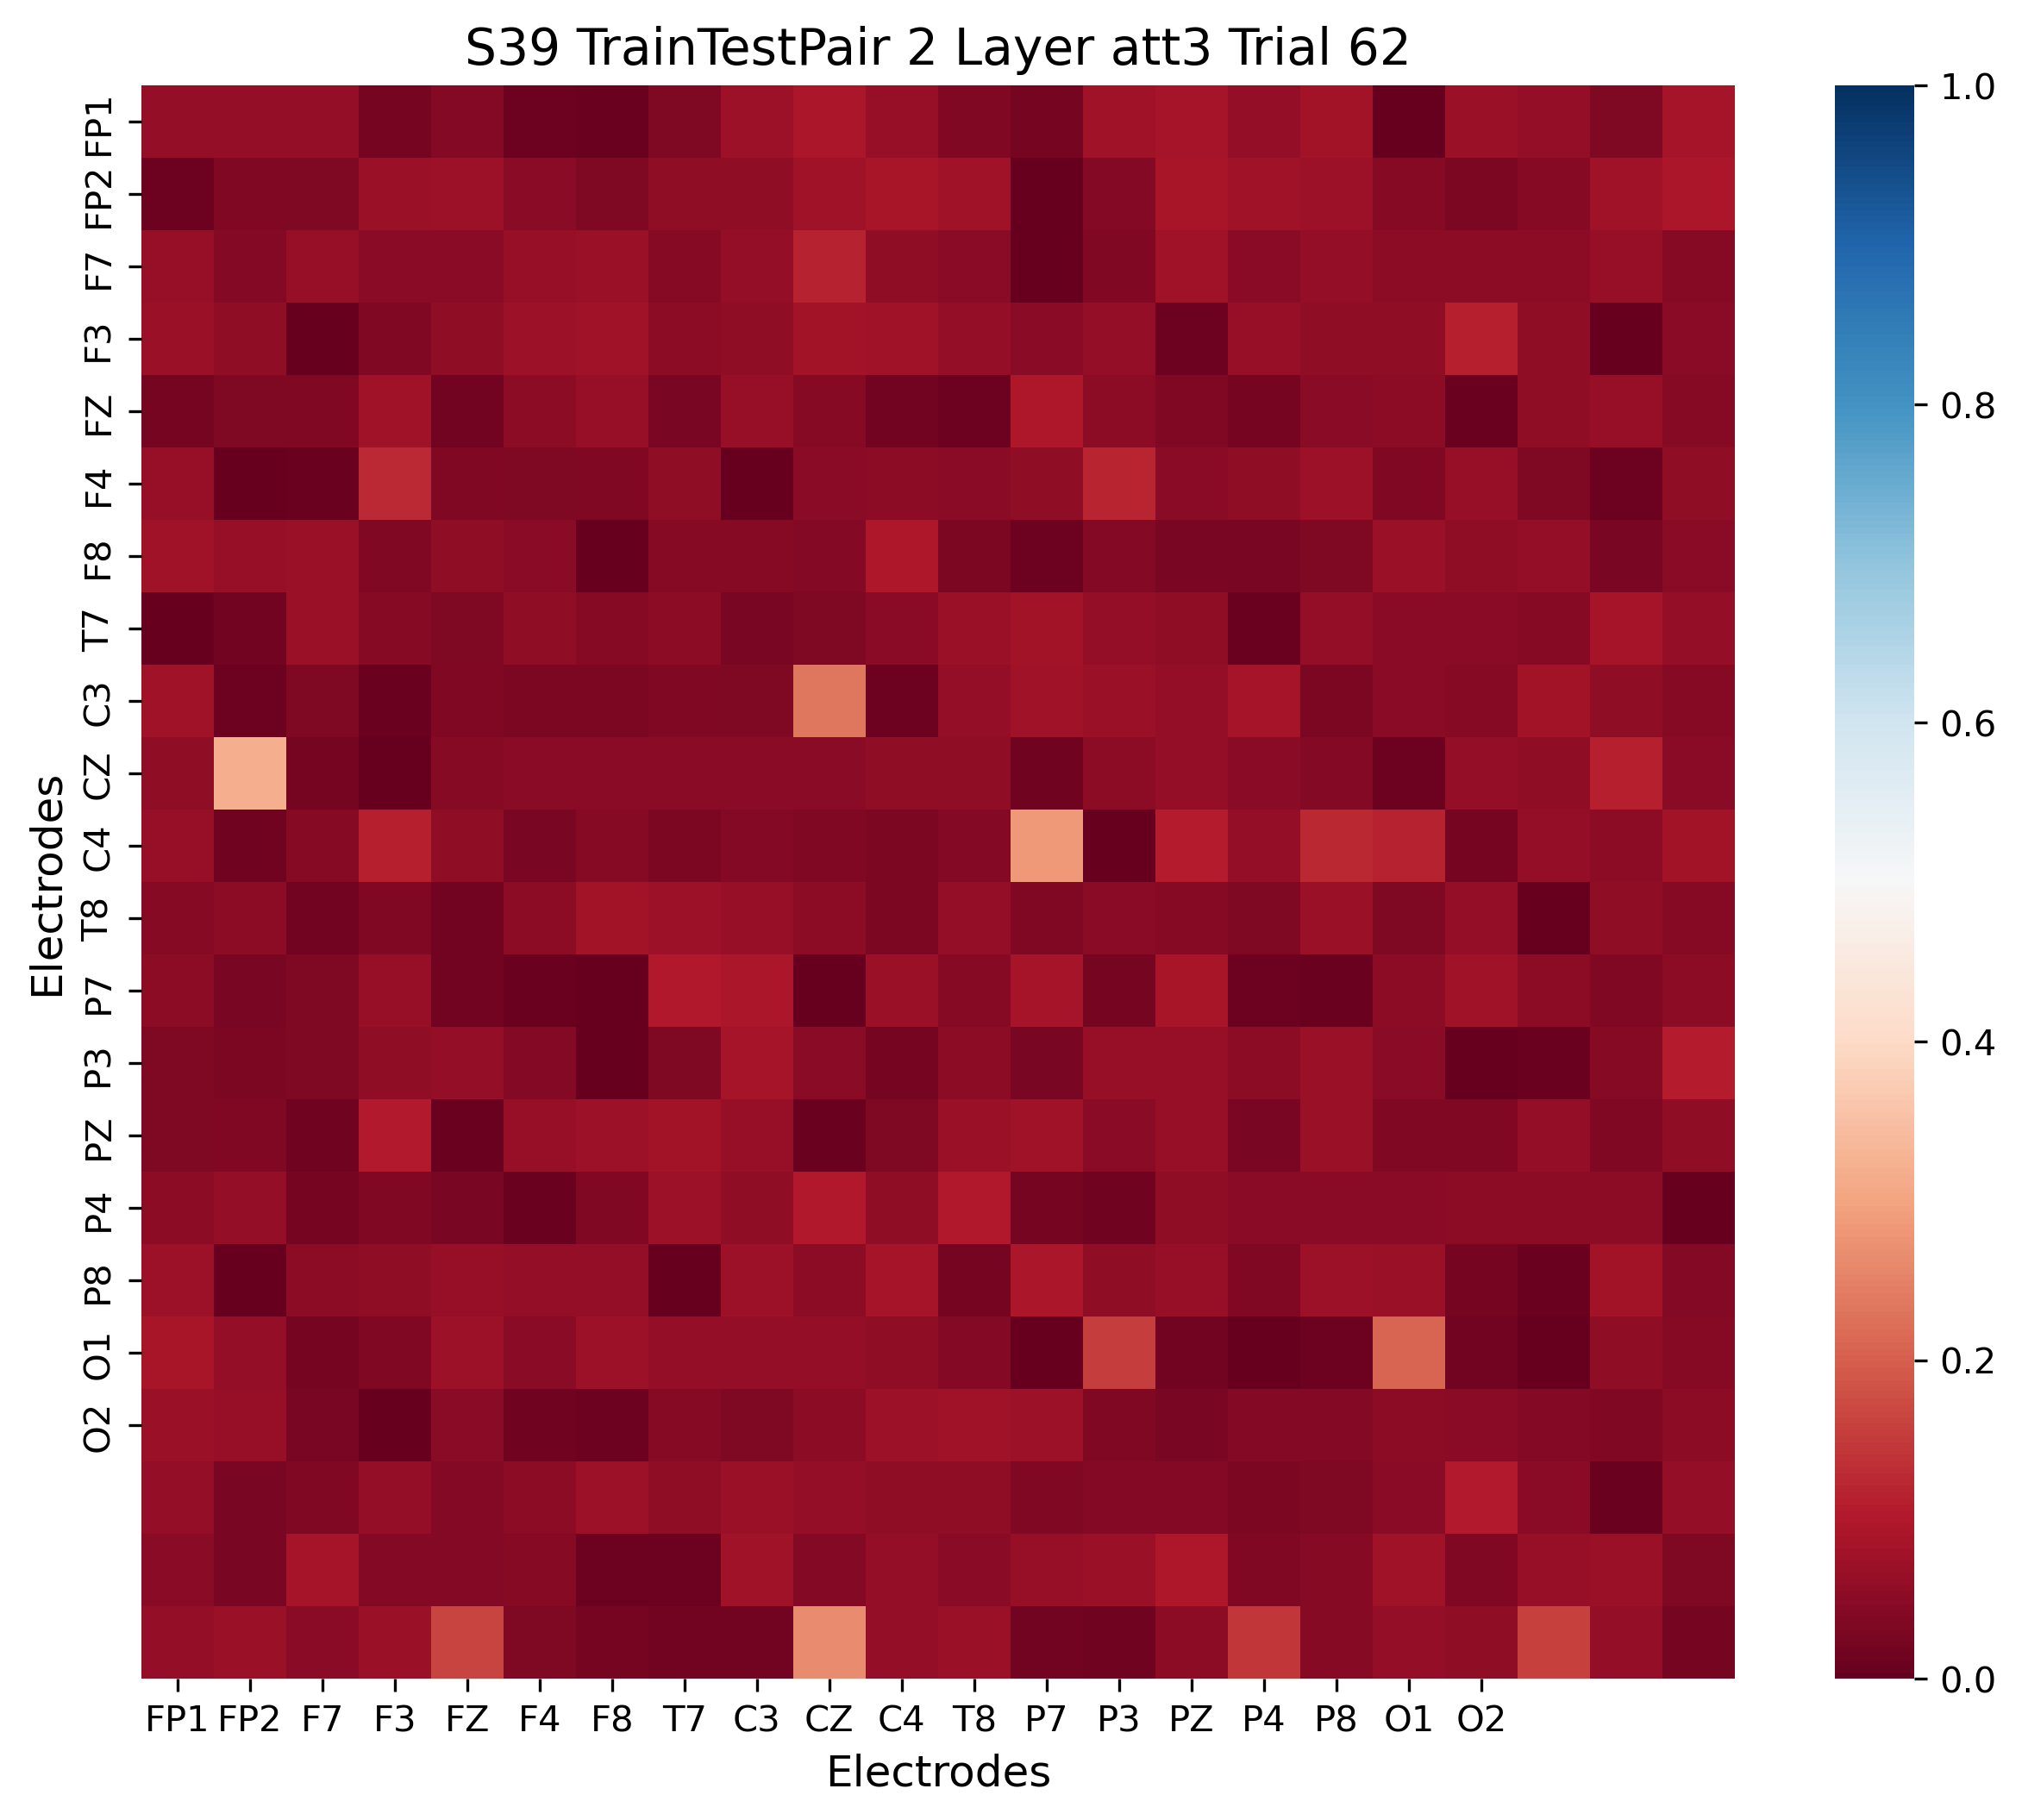 S39 TrainTestPair 2 Layer att3 Trial 62
Electrodes
FP1
FP2
F7
F3
FZ
F4
F8
T7
C3
CZ
C4
T8
P7
P3
PZ
P4
P8
O1
O2
FP1 FP2 F7 F3 FZ F4 F8 T7 C3 CZ C4 T8 P7 P3 PZ P4 P8 O1 O2
Electrodes
1.0
0.8
0.6
0.4
0.2
0.0